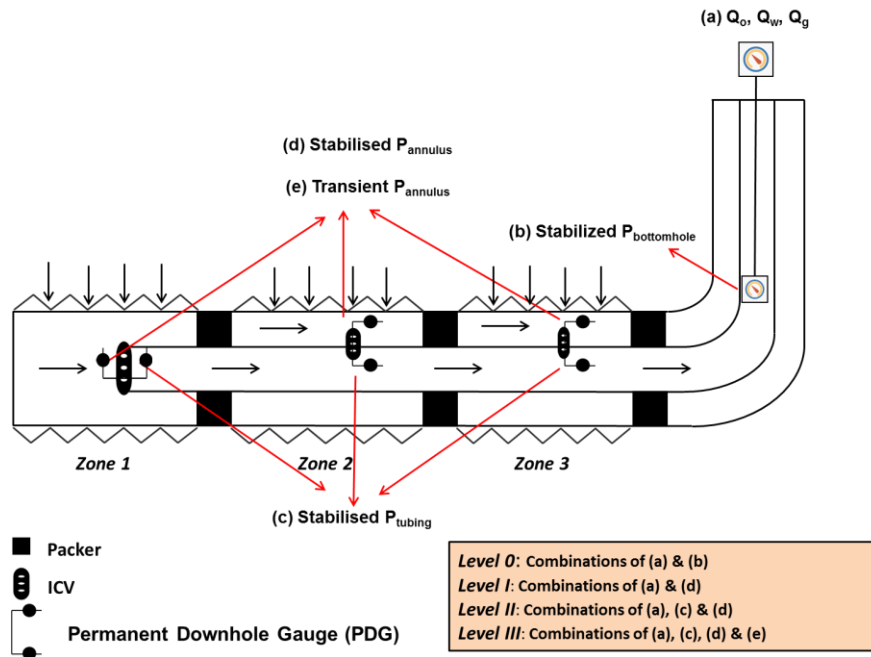 (a) Qo, Qw, Qg
(d) Stabilised Pannulus
(e) Transient Pannulus
(b) Stabilized Pbottomhole
Zone 1
Zone 2
Zone 3
(c) Stabilised Ptubing
Packer
ICV
Permanent Downhole Gauge (PDG)
Level 0: Combinations of (a) & (b)
Level I: Combinations of (a) & (d)
Level II: Combinations of (a), (c) & (d)
Level III: Combinations of (a), (c), (d) & (e)